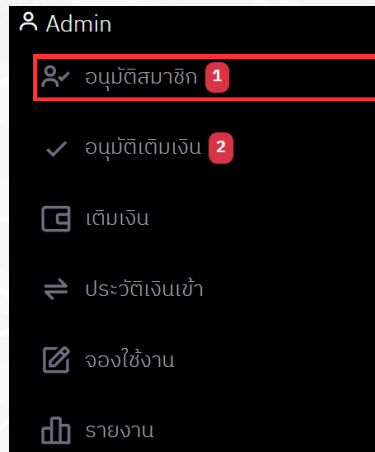 Admin
อนุมัติสมาชิก 1
อนุมัติเติมเงิน 2
เติมเงิน
ประวัติเงินเข้า
จองใช้งาน
รายงาน